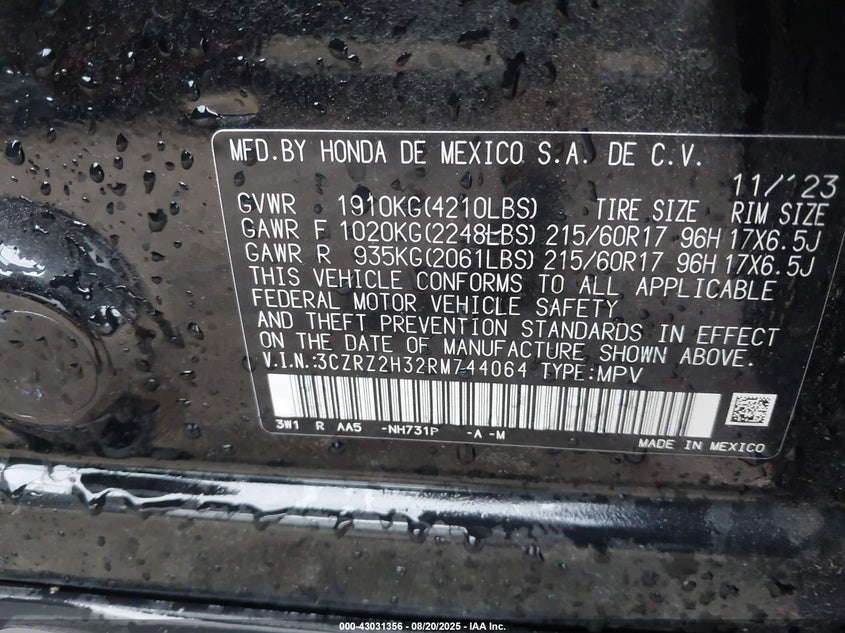 MFD.BY HONDA DE MEXICO S.A. DE C.V.
11/'23
GVWR 1910KG(4210LBS) TIRE SIZE RIM SIZE
GAWR F 1020KG(2248LBS) 215/60R17 96H 17X6.5J
GAWR R 935KG(2061LBS) 215/60R17 96H 17X6.5J
THIS VEHICLE CONFORMS TO ALL APPLICABLE
FEDERAL MOTOR VEHICLE SAFETY
AND THEFT PREVENTION STANDARDS IN EFFECT
ON THE DATE OF MANUFACTURE SHOWN ABOVE.
V.I.N.:3CZRZ2H32RM744064 TYPE:MPV
3W1 R AA5 -NH731P -A -M
MADE IN MEXICO
000-43031356 - 08/20/2025 - IAA Inc.